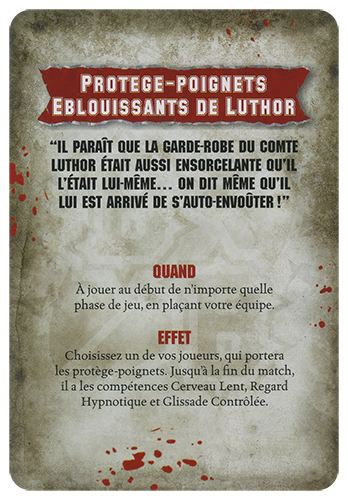 PROTEGE-POIGNETS
EBLOUISSANTS DE LUTHOR
“IL PARAÎT QUE LA GARDE-ROBE DU COMTE
LUTHOR ÉTAIT AUSSI ENSORCELANTE QU’IL
L’ÉTAIT LUI-MÊME... ON DIT MÊME QU’IL
LUI EST ARRIVÉ DE S’AUTO-ENVOÛTER !”
QUAND
À jouer au début de n’importe quelle
phase de jeu, en plaçant votre équipe.
EFFET
Choisissez un de vos joueurs, qui portera
les protège-poignets. Jusqu’à la fin du match,
il a les compétences Cerveau Lent, Regard
Hypnotique et Glissade Contrôlée.